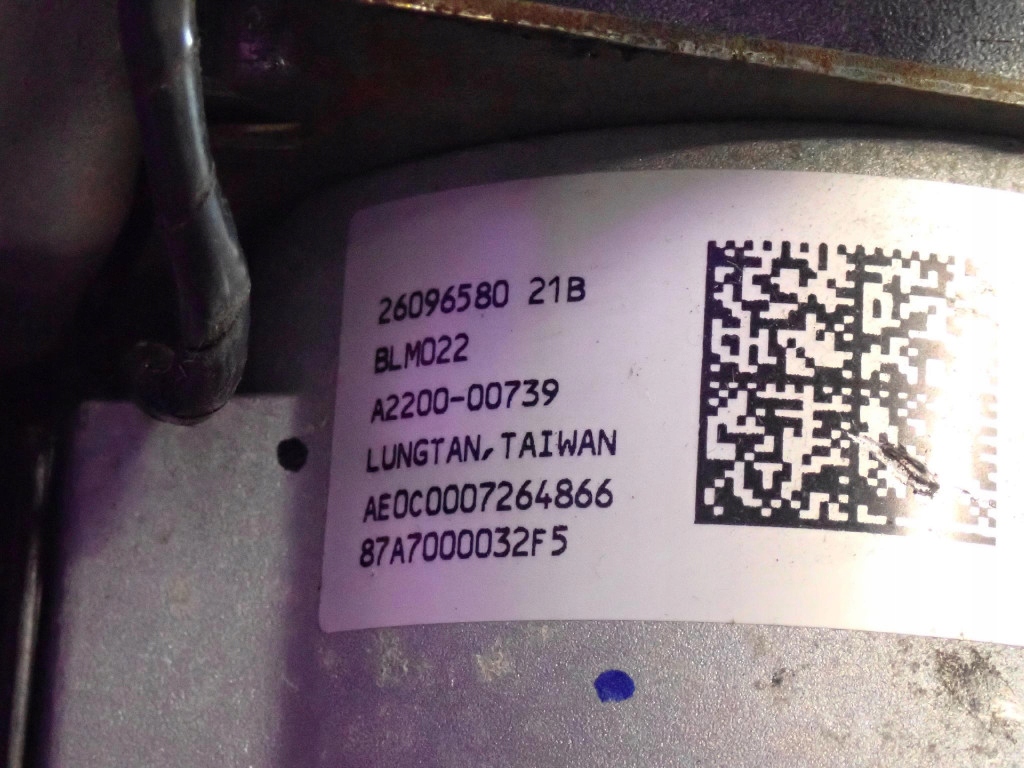 26096580 21B
BLM022
A2200-00739
LUNGTAN,TAIWAN
AE0C0007264866
87A7000032F5